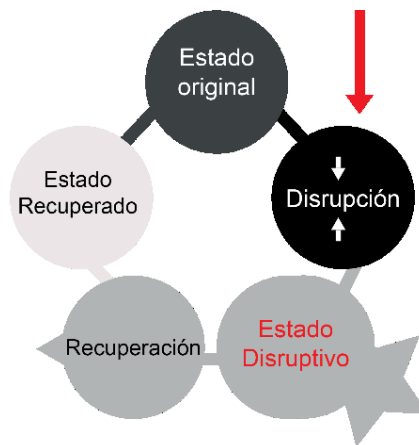 Estado
original
Disrupción
Estado
Disruptivo
Recuperación
Estado
Recuperado